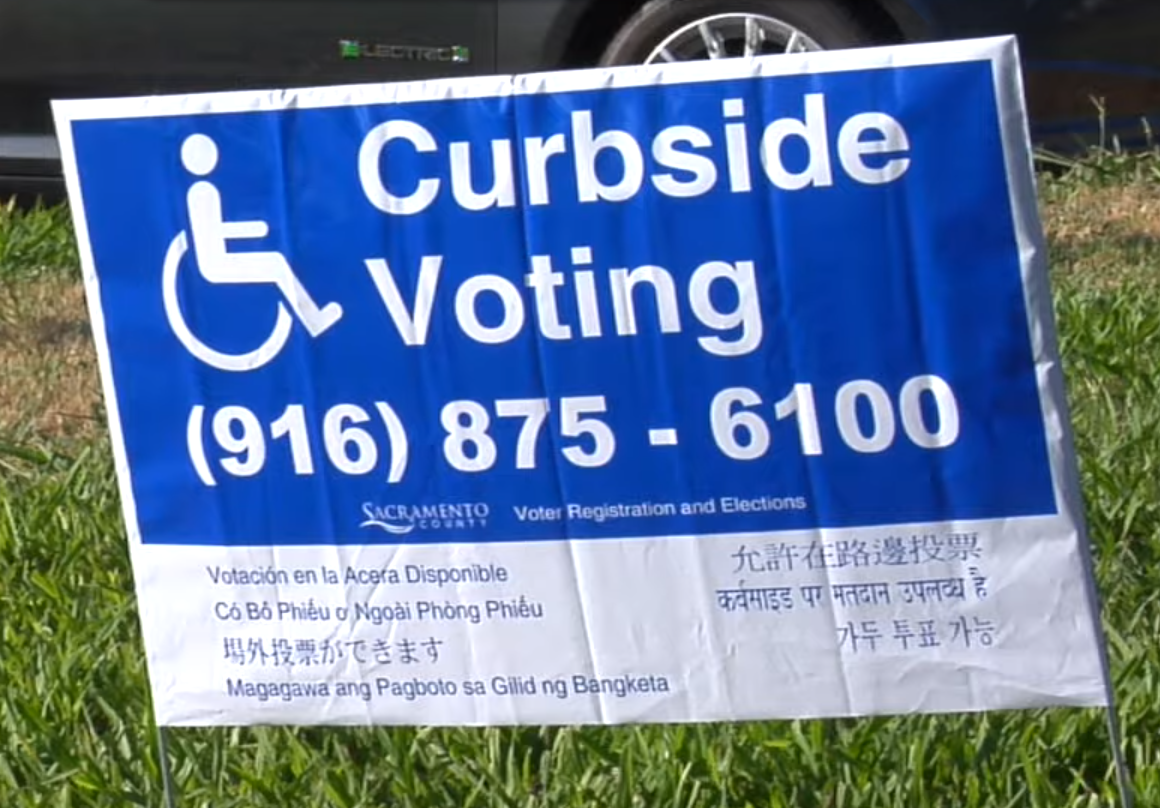 ELECTRIC
Curbside
Voting
(916) 875 - 6100
SACRAMENTO
COUNTY
Voter Registration and Elections
Votación en la Acera Disponible
Có Bỏ Phiếu ở Ngoài Phòng Phiếu
場外投票ができます
Magagawa ang Pagboto sa Gilid ng Bangketa
允許在路邊投票
कर्वसाइड पर मतदान उपलब्ध है
가두 투표 가능